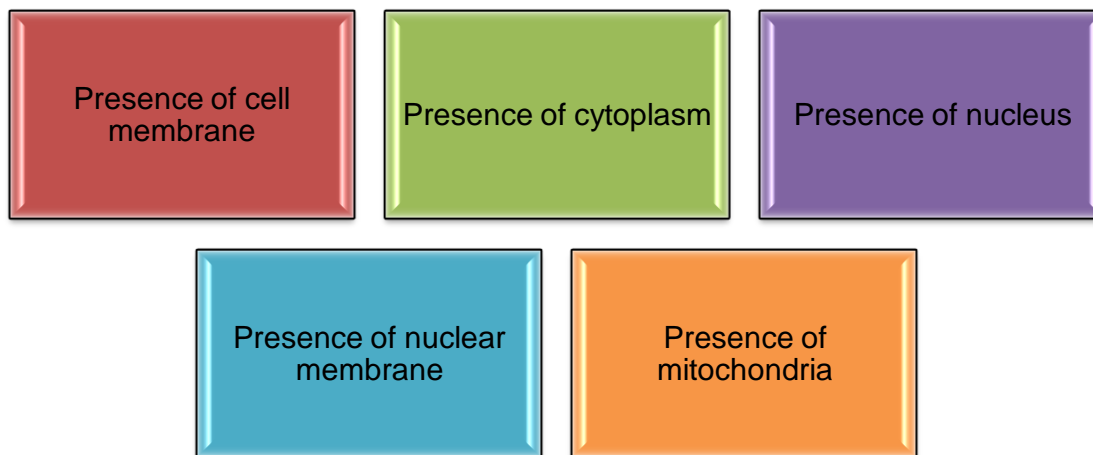 Presence of cell
membrane
Presence of cytoplasm
Presence of nucleus
Presence of nuclear
membrane
Presence of
mitochondria